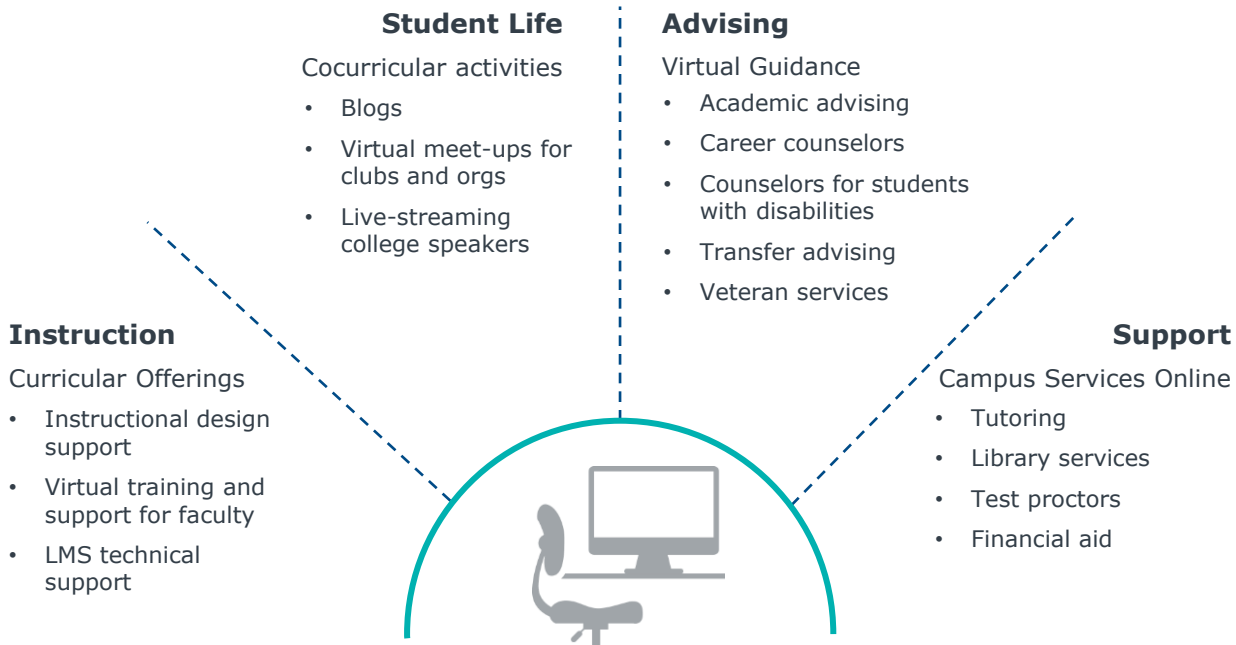 Student Life
Cocurricular activities
• Blogs
• Virtual meet-ups for
clubs and orgs
• Live-streaming
college speakers
Advising
Virtual Guidance
• Academic advising
• Career counselors
• Counselors for students
with disabilities
• Transfer advising
• Veteran services
Instruction
Curricular Offerings
• Instructional design
support
• Virtual training and
support for faculty
• LMS technical
support
Support
Campus Services Online
• Tutoring
• Library services
• Test proctors
• Financial aid